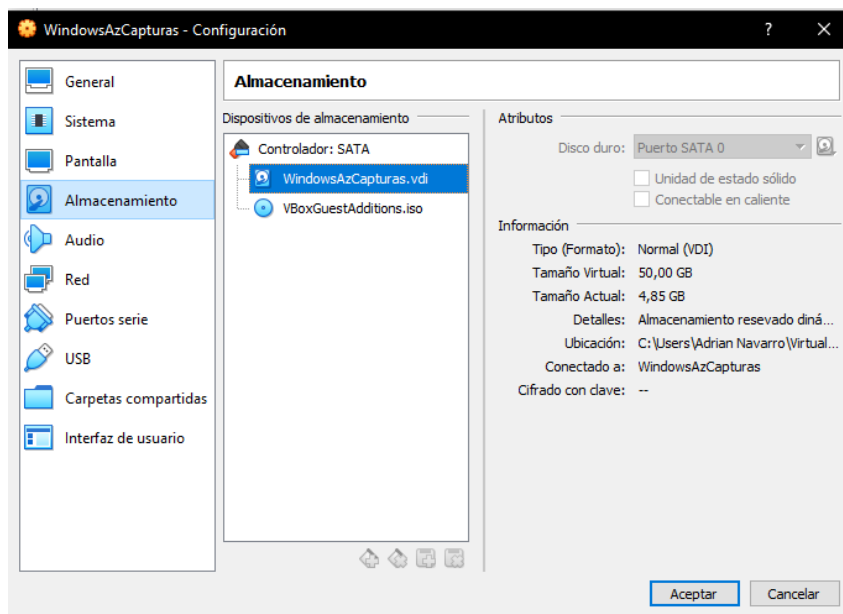 WindowsAzCapturas - Configuración
?
General
Sistema
Pantalla
Almacenamiento
Audio
Red
Puertos serie
USB
Carpetas compartidas
Interfaz de usuario
Almacenamiento
Dispositivos de almacenamiento
Controlador: SATA
WindowsAzCapturas.vdi
VBoxGuestAdditions.iso
Atributos
Disco duro: Puerto SATA 0
Unidad de estado sólido
Conectable en caliente
Información
Tipo (Formato): Normal (VDI)
Tamaño Virtual: 50,00 GB
Tamaño Actual: 4,85 GB
Detalles: Almacenamiento resevado diná...
Ubicación: C:\Users\Adrian Navarro\Virtual...
Conectado a: WindowsAzCapturas
Cifrado con clave: --
Aceptar Cancelar